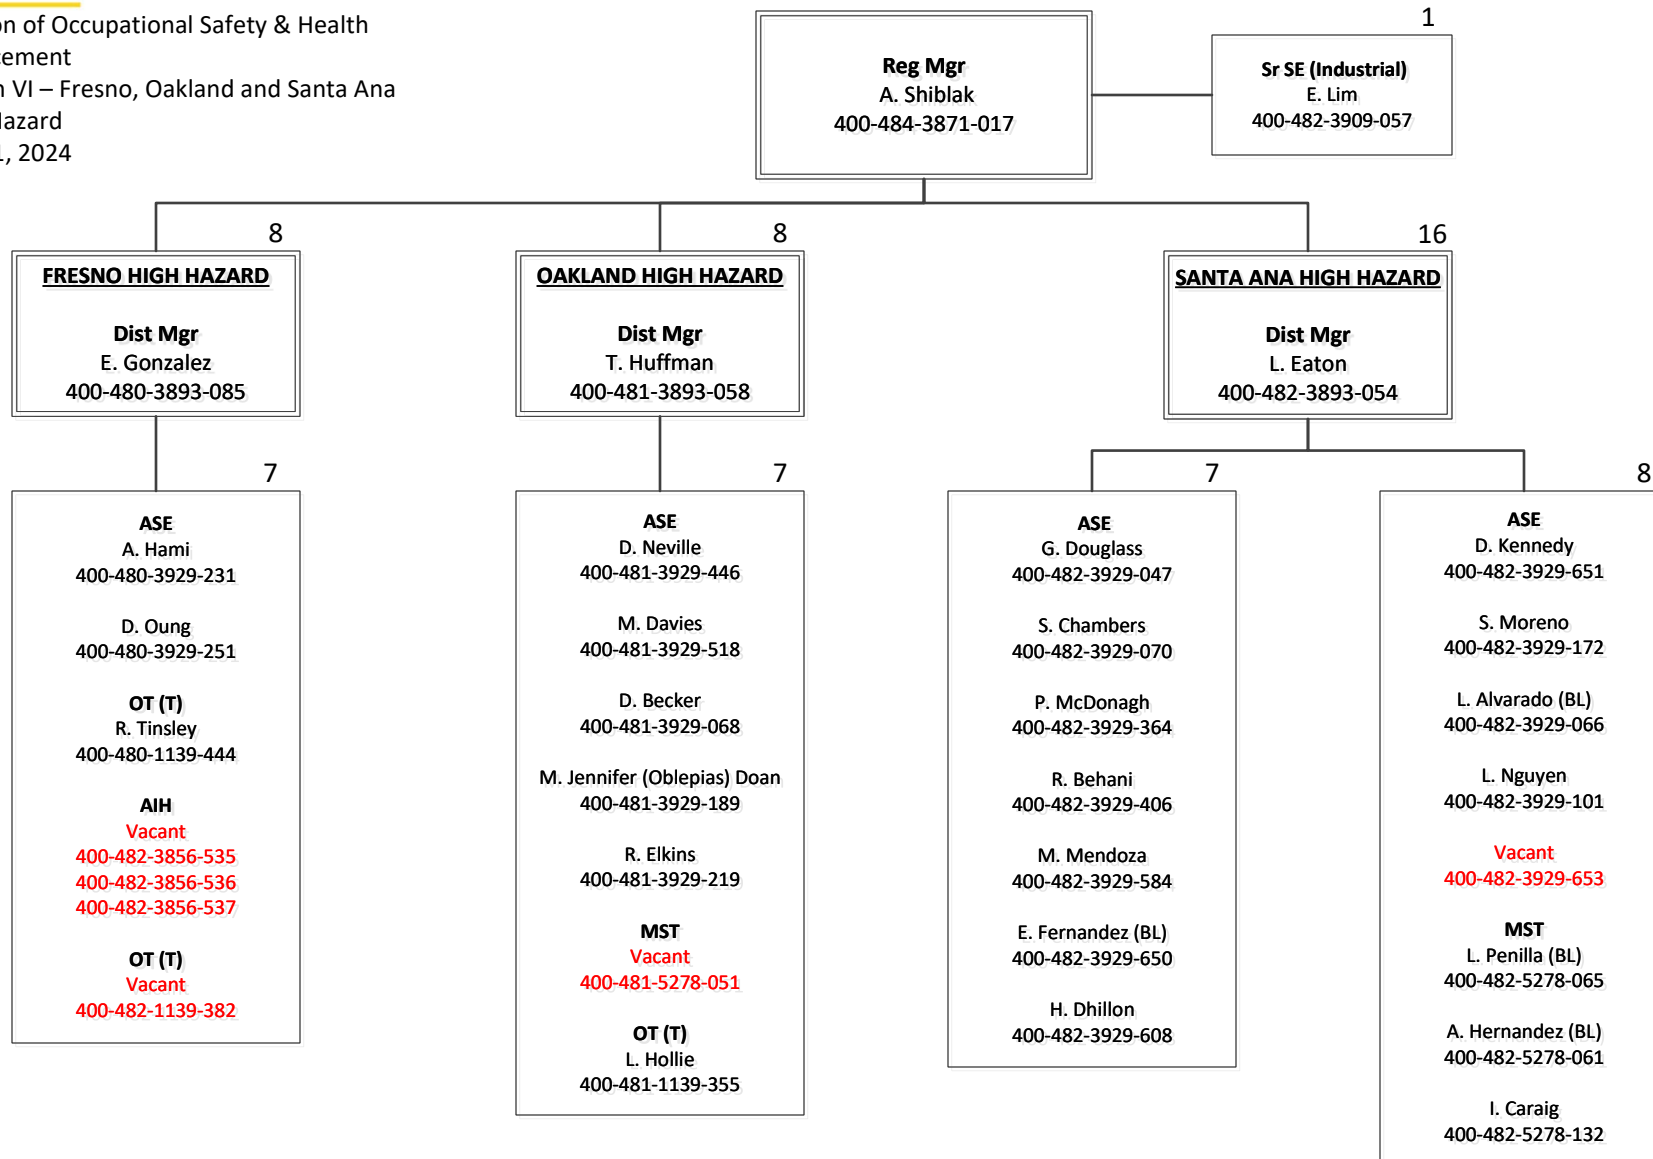 on of Occupational Safety & Health
cement
n VI – Fresno, Oakland and Santa Ana
Hazard
1, 2024
Reg Mgr
A. Shiblak
400-484-3871-017
1
Sr SE (Industrial)
E. Lim
400-482-3909-057
8
FRESNO HIGH HAZARD
Dist Mgr
E. Gonzalez
400-480-3893-085
8
OAKLAND HIGH HAZARD
Dist Mgr
T. Huffman
400-481-3893-058
16
SANTA ANA HIGH HAZARD
Dist Mgr
L. Eaton
400-482-3893-054
7
ASE
A. Hami
400-480-3929-231
D. Oung
400-480-3929-251
OT (T)
R. Tinsley
400-480-1139-444
AIH
Vacant
400-482-3856-535
400-482-3856-536
400-482-3856-537
OT (T)
Vacant
400-482-1139-382
7
ASE
D. Neville
400-481-3929-446
M. Davies
400-481-3929-518
D. Becker
400-481-3929-068
M. Jennifer (Oblepias) Doan
400-481-3929-189
R. Elkins
400-481-3929-219
MST
Vacant
400-481-5278-051
OT (T)
L. Hollie
400-481-1139-355
7
ASE
G. Douglass
400-482-3929-047
S. Chambers
400-482-3929-070
P. McDonagh
400-482-3929-364
R. Behani
400-482-3929-406
M. Mendoza
400-482-3929-584
E. Fernandez (BL)
400-482-3929-650
H. Dhillon
400-482-3929-608
8
ASE
D. Kennedy
400-482-3929-651
S. Moreno
400-482-3929-172
L. Alvarado (BL)
400-482-3929-066
L. Nguyen
400-482-3929-101
Vacant
400-482-3929-653
MST
L. Penilla (BL)
400-482-5278-065
A. Hernandez (BL)
400-482-5278-061
I. Caraig
400-482-5278-132